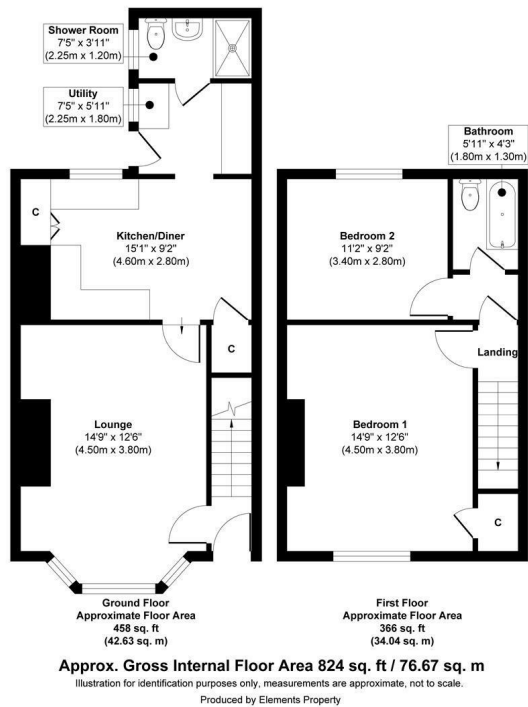 Shower Room
7'5" x 3'11"
(2.25m x 1.20m)
Utility
7'5" x 5'11"
(2.25m x 1.80m)
C
Kitchen/Diner
15'1" x 9'2"
(4.60m x 2.80m)
C
Lounge
14'9" x 12'6"
(4.50m x 3.80m)
Ground Floor
Approximate Floor Area
458 sq. ft
(42.63 sq. m)
Bathroom
5'11" x 4'3"
(1.80m x 1.30m)
Bedroom 2
11'2" x 9'2"
(3.40m x 2.80m)
Landing
Bedroom 1
14'9" x 12'6"
(4.50m x 3.80m)
C
First Floor
Approximate Floor Area
366 sq. ft
(34.04 sq. m)
Approx. Gross Internal Floor Area 824 sq. ft / 76.67 sq. m
Illustration for identification purposes only, measurements are approximate, not to scale.
Produced by Elements Property